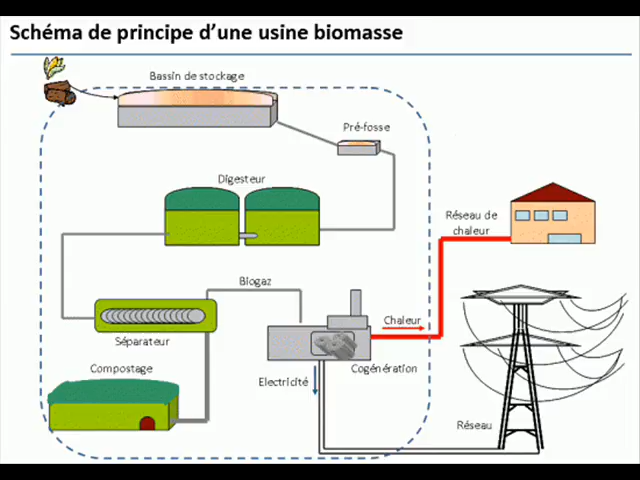 Schéma de principe d'une usine biomasse
Bassin de stockage
Pré-fosse
Digesteur
Réseau de
chaleur
Biogaz
Chaleur
Séparateur
Cogénération
Compostage
Electricité
Réseau